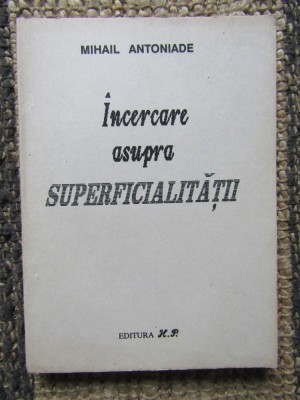 MIHAIL ANTONIADE
Încercare
asupra
SUPERFICIALITĂȚII
EDITURA H.P.